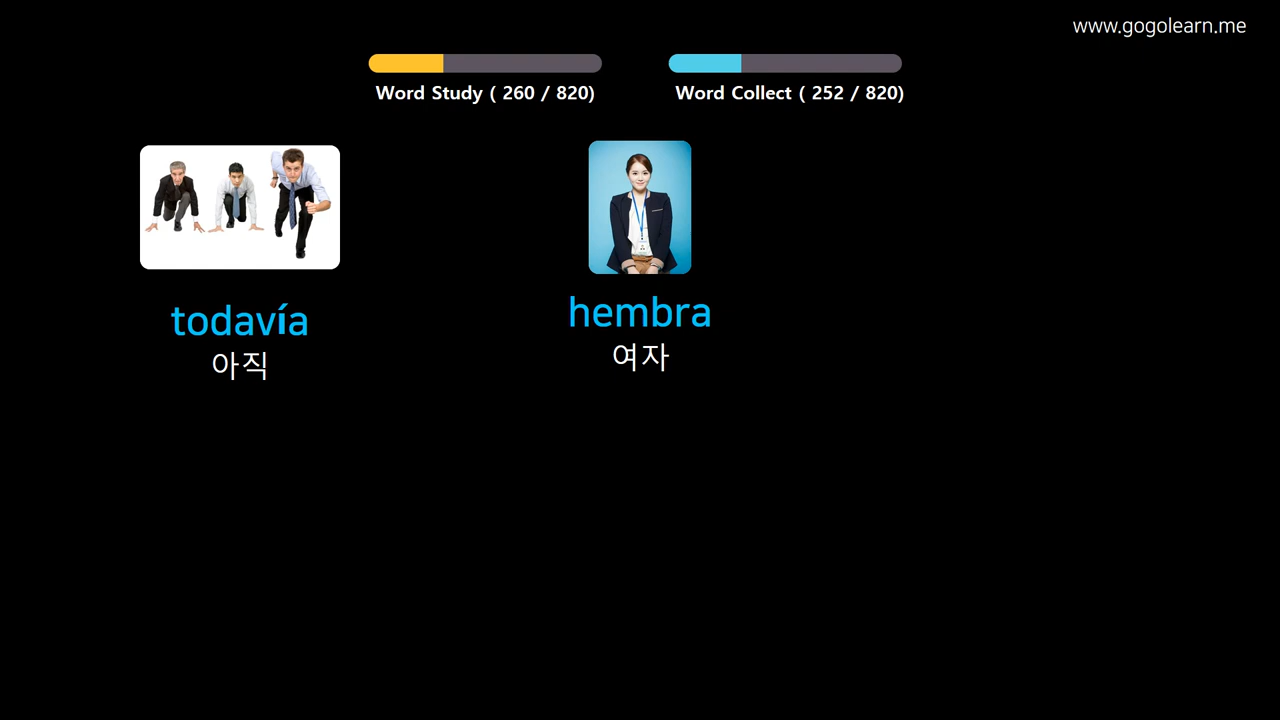 www.gogolearn.me
Word Study ( 260 / 820)
Word Collect ( 252 / 820)
todavía
아직
hembra
여자